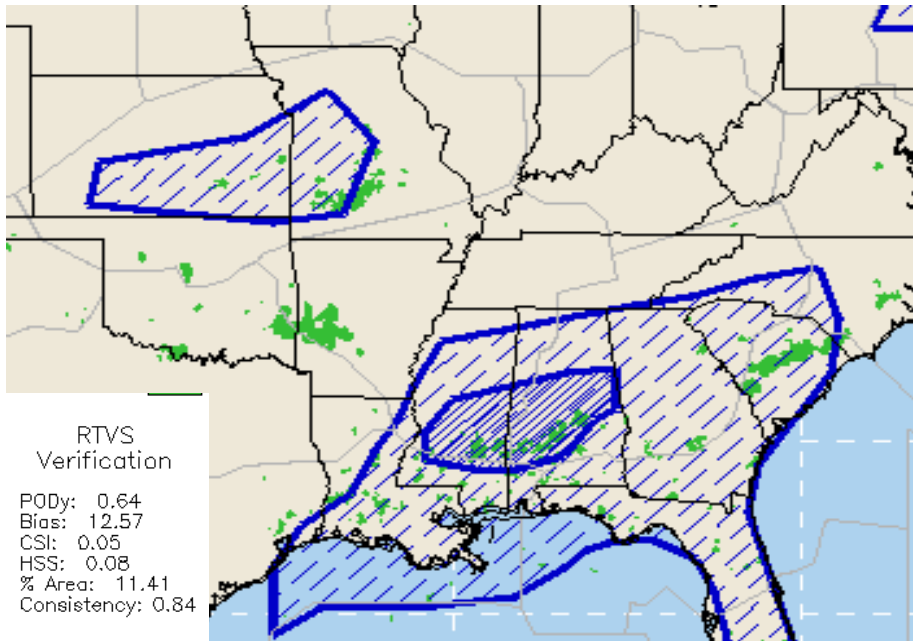 RTVS
Verification
PODy: 0.64
Bias: 12.57
CSI: 0.05
HSS: 0.08
% Area: 11.41
Consistency: 0.84